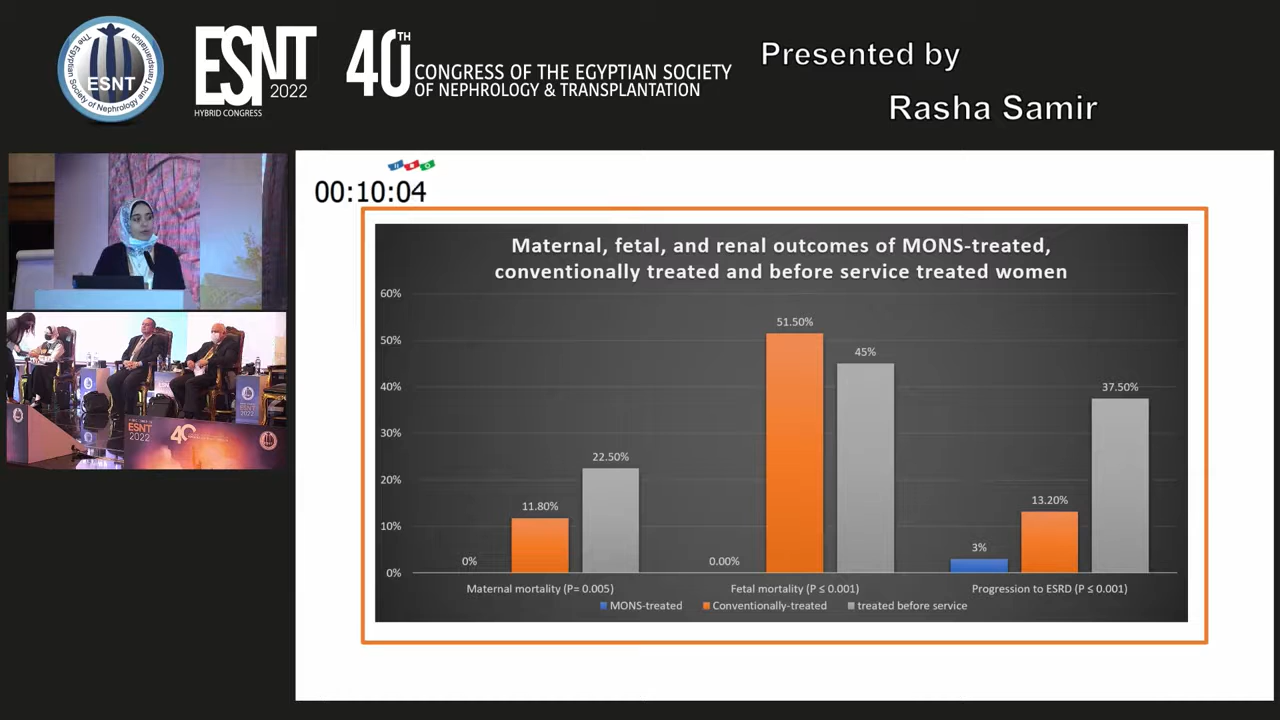 The Egyptian
Society of Nephrology and Transplantation
ESNT
ESNT
2022
HYBRID CONGRESS
40TH
CONGRESS OF THE EGYPTIAN SOCIETY
OF NEPHROLOGY & TRANSPLANTATION
Presented by
Rasha Samir
00:10:04
Maternal, fetal, and renal outcomes of MONS-treated,
conventionally treated and before service treated women
60%
50%
40%
30%
20%
10%
0%
0%
11.80%
22.50%
0.00%
51.50%
45%
3%
13.20%
37.50%
Maternal mortality (P= 0.005)
Fetal mortality (P ≤ 0.001)
Progression to ESRD (P ≤ 0.001)
MONS-treated
Conventionally-treated
treated before service
ESNT
2022
40
ESNT
2022